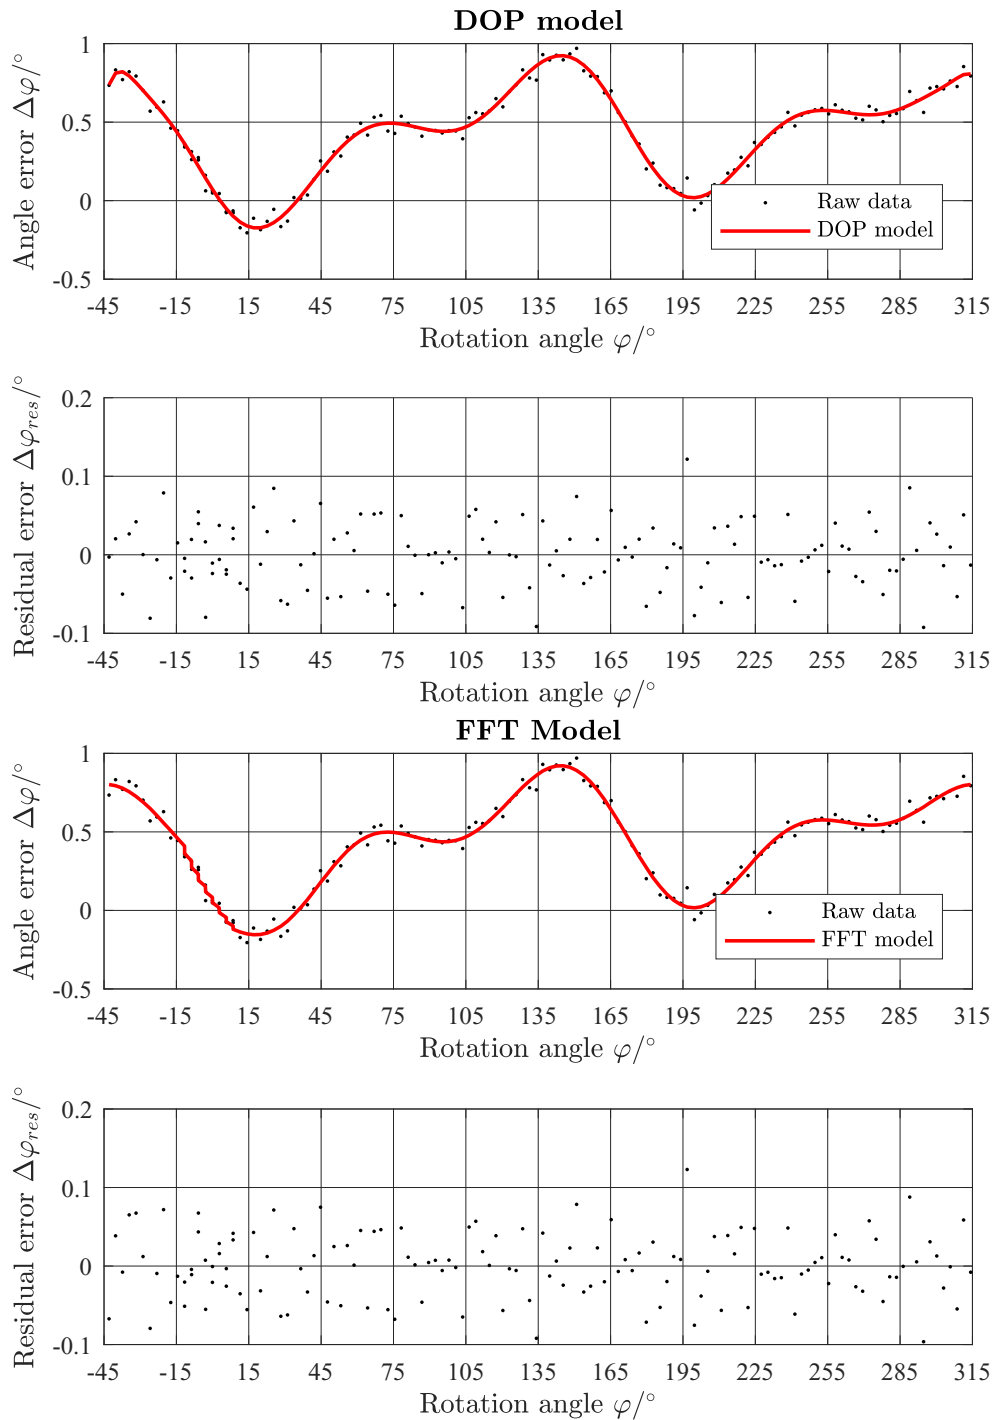 DOP model
Angle error Δφ/°
1
0.5
0
-0.5
Raw data
DOP model
-45 -15 15 45 75 105 135 165 195 225 255 285 315
Rotation angle φ/°
Residual error Δφres/°
0.2
0.1
0
-0.1
-45 -15 15 45 75 105 135 165 195 225 255 285 315
Rotation angle φ/°
FFT Model
Angle error Δφ/°
1
0.5
0
-0.5
Raw data
FFT model
-45 -15 15 45 75 105 135 165 195 225 255 285 315
Rotation angle φ/°
Residual error Δφres/°
0.2
0.1
0
-0.1
-45 -15 15 45 75 105 135 165 195 225 255 285 315
Rotation angle φ/°